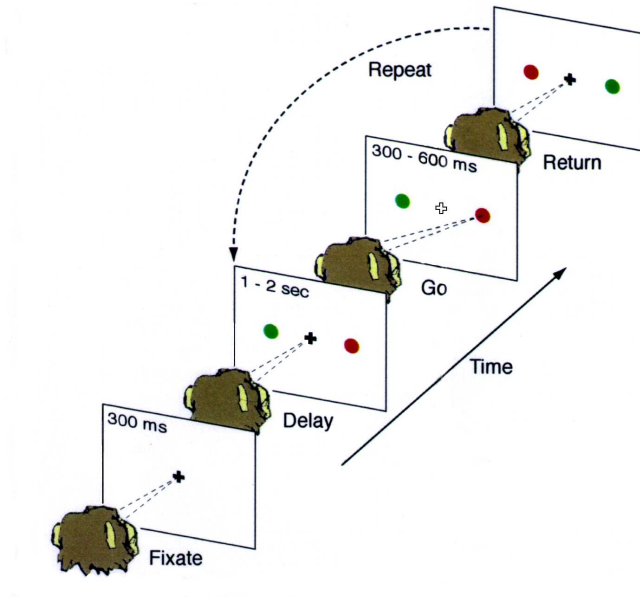 Repeat
Return
300 - 600 ms
Go
1 - 2 sec
Time
Delay
300 ms
Fixate